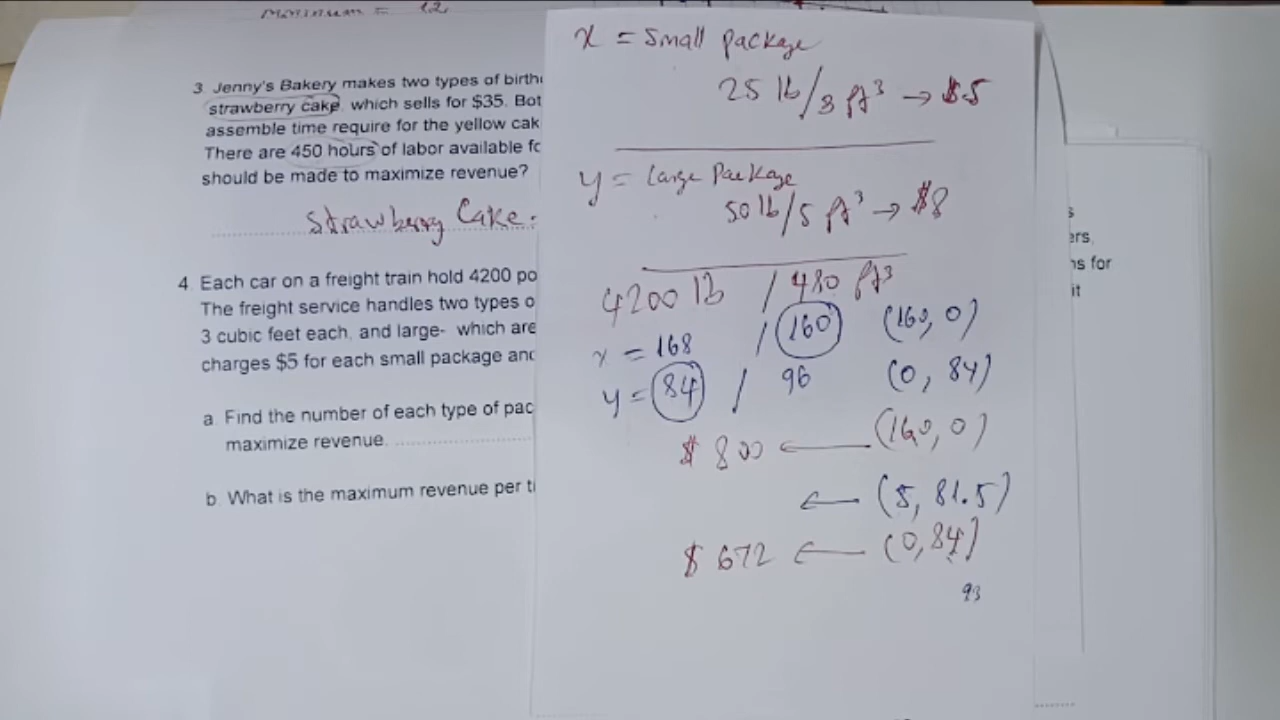 Maximum = 12
3. Jenny's Bakery makes two types of birth
strawberry cake, which sells for $35. Bot
assemble time require for the yellow cak
There are 450 hours of labor available fo
should be made to maximize revenue?
Strawberry Cake:
4. Each car on a freight train hold 4200 po
The freight service handles two types o
3 cubic feet each, and large- which are
charges $5 for each small package and
a. Find the number of each type of pac
maximize revenue.
b. What is the maximum revenue per t
x = Small package
25 lb/3 ft³ → $5
y = Large Package
50 lb/5 ft³ → $8
4200 lb / 480 ft³
x = 168 / 160 (160, 0)
y = 84 / 96 (0, 84)
$ 800 ← (160, 0)
← (5, 81.5)
$ 672 ← (0, 84)
93
s
ers,
ns for
it